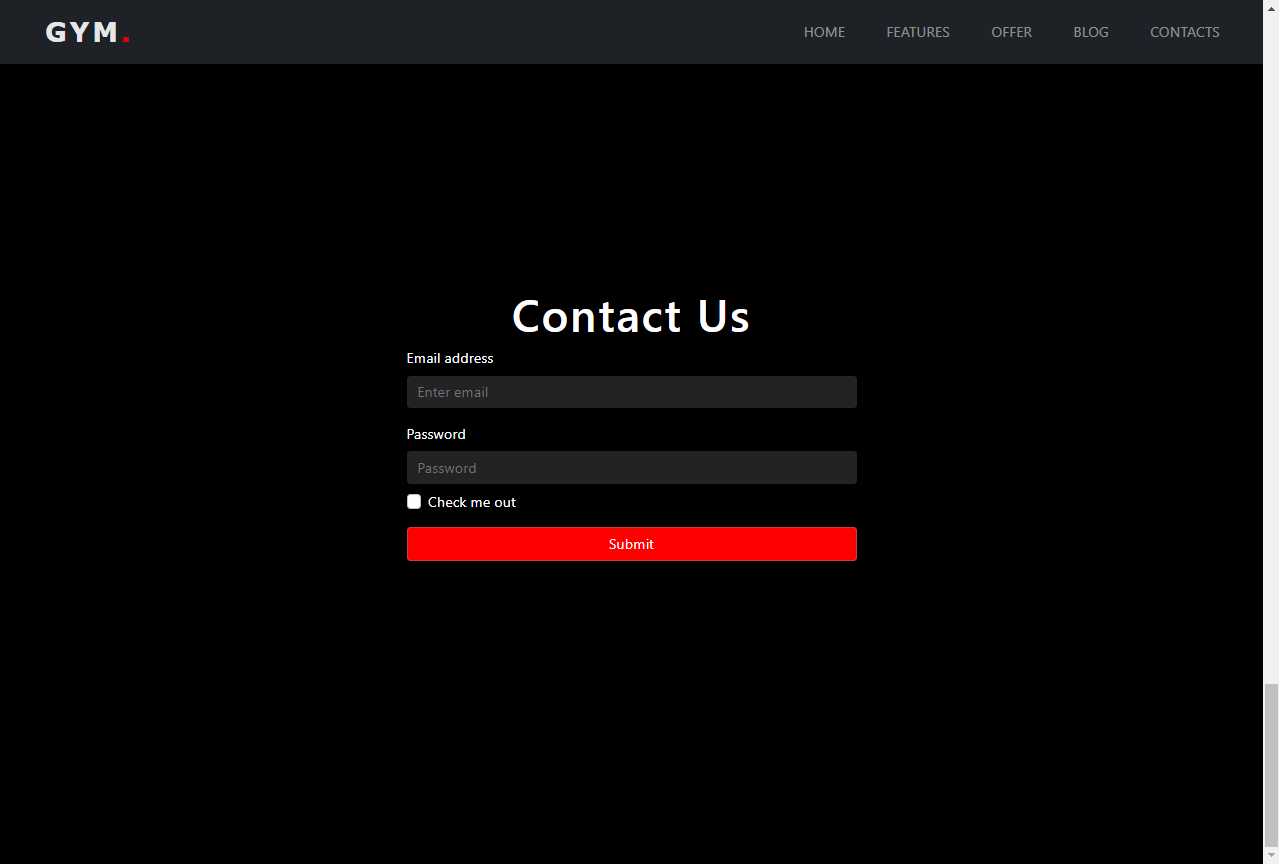 GYM.
HOME FEATURES OFFER BLOG CONTACTS
Contact Us
Email address
Enter email
Password
Password
Check me out
Submit